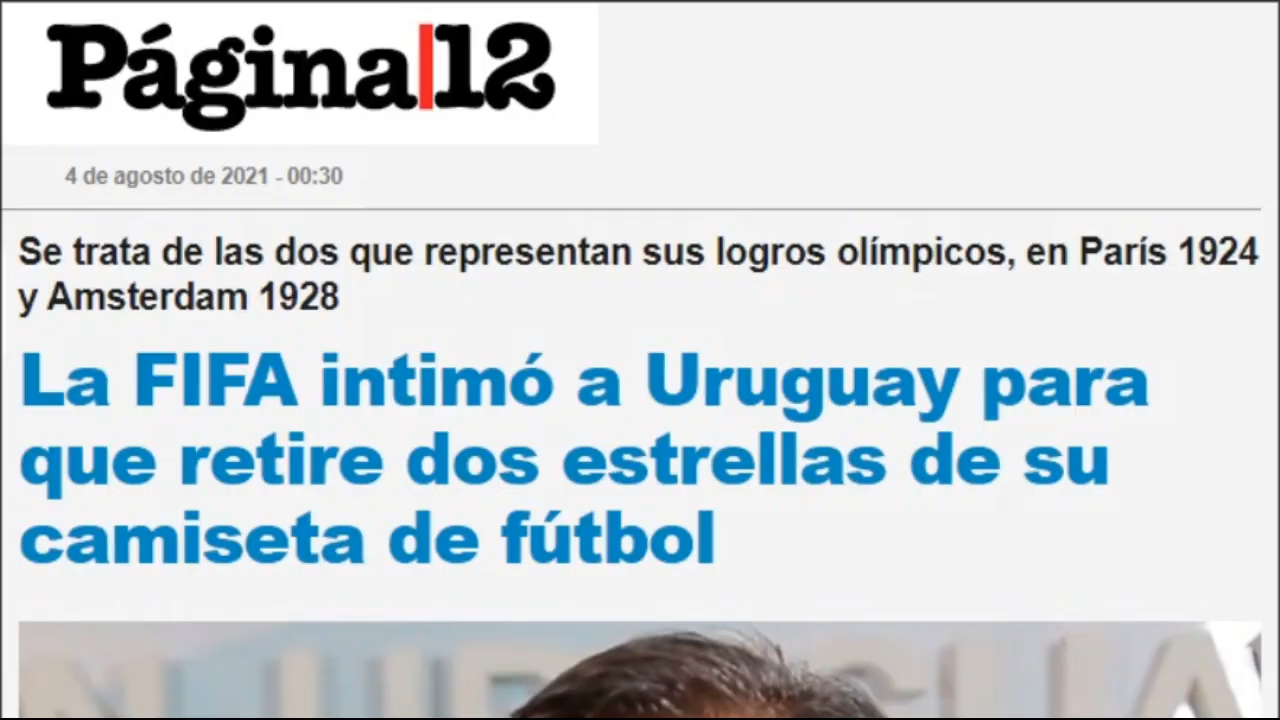 Página|12
4 de agosto de 2021 - 00:30
Se trata de las dos que representan sus logros olímpicos, en París 1924
y Amsterdam 1928
La FIFA intimó a Uruguay para
que retire dos estrellas de su
camiseta de fútbol